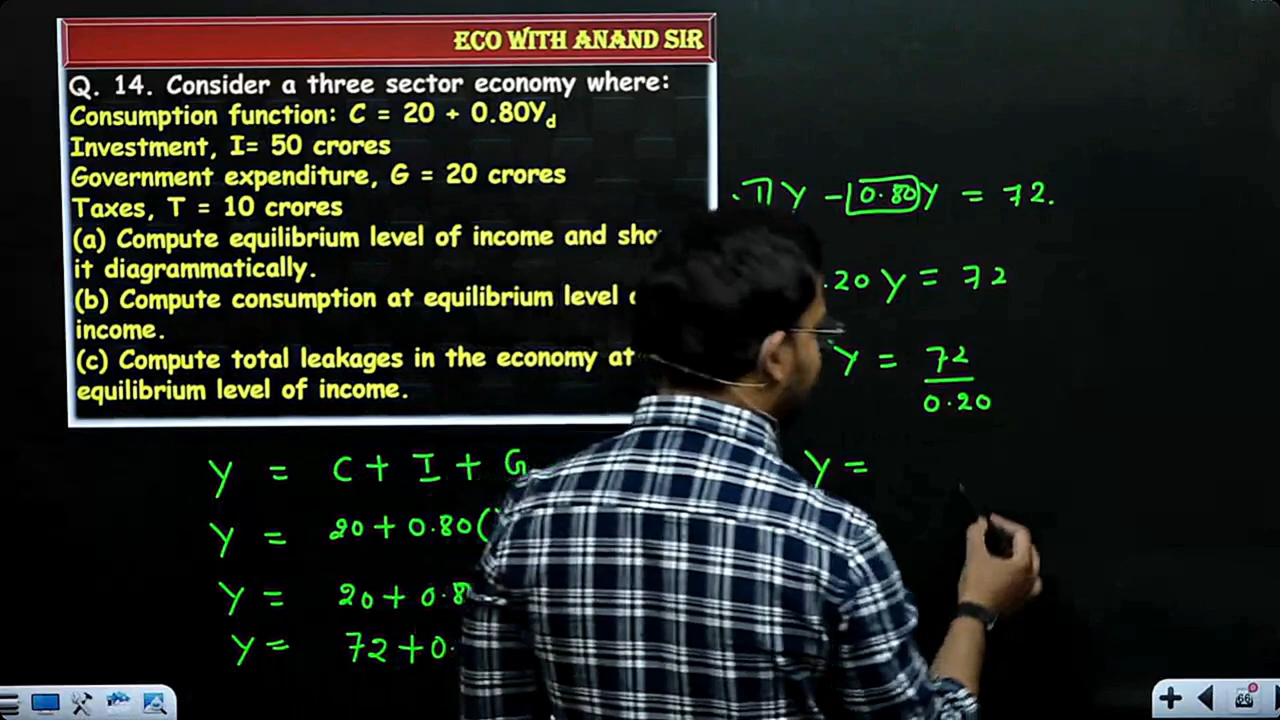 ECO WITH ANAND SIR
Q. 14. Consider a three sector economy where:
Consumption function: C = 20 + 0.80Yd
Investment, I= 50 crores
Government expenditure, G = 20 crores
Taxes, T = 10 crores
(a) Compute equilibrium level of income and sho
it diagrammatically.
(b) Compute consumption at equilibrium level
income.
(c) Compute total leakages in the economy at
equilibrium level of income.
Y = C + I + G
Y = 20 + 0.80(
Y = 20 + 0.8
Y = 72 + 0.
Y - 0.80 Y = 72.
.20 Y = 72
Y = 72
0.20
Y =
66